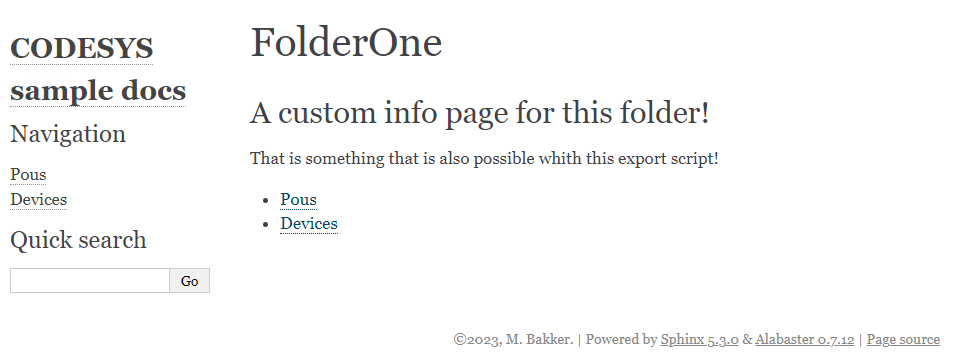 CODESYS
sample docs
Navigation
Pous
Devices
Quick search
Go
FolderOne
A custom info page for this folder!
That is something that is also possible whith this export script!
• Pous
• Devices
©2023, M. Bakker. | Powered by Sphinx 5.3.0 & Alabaster 0.7.12 | Page source